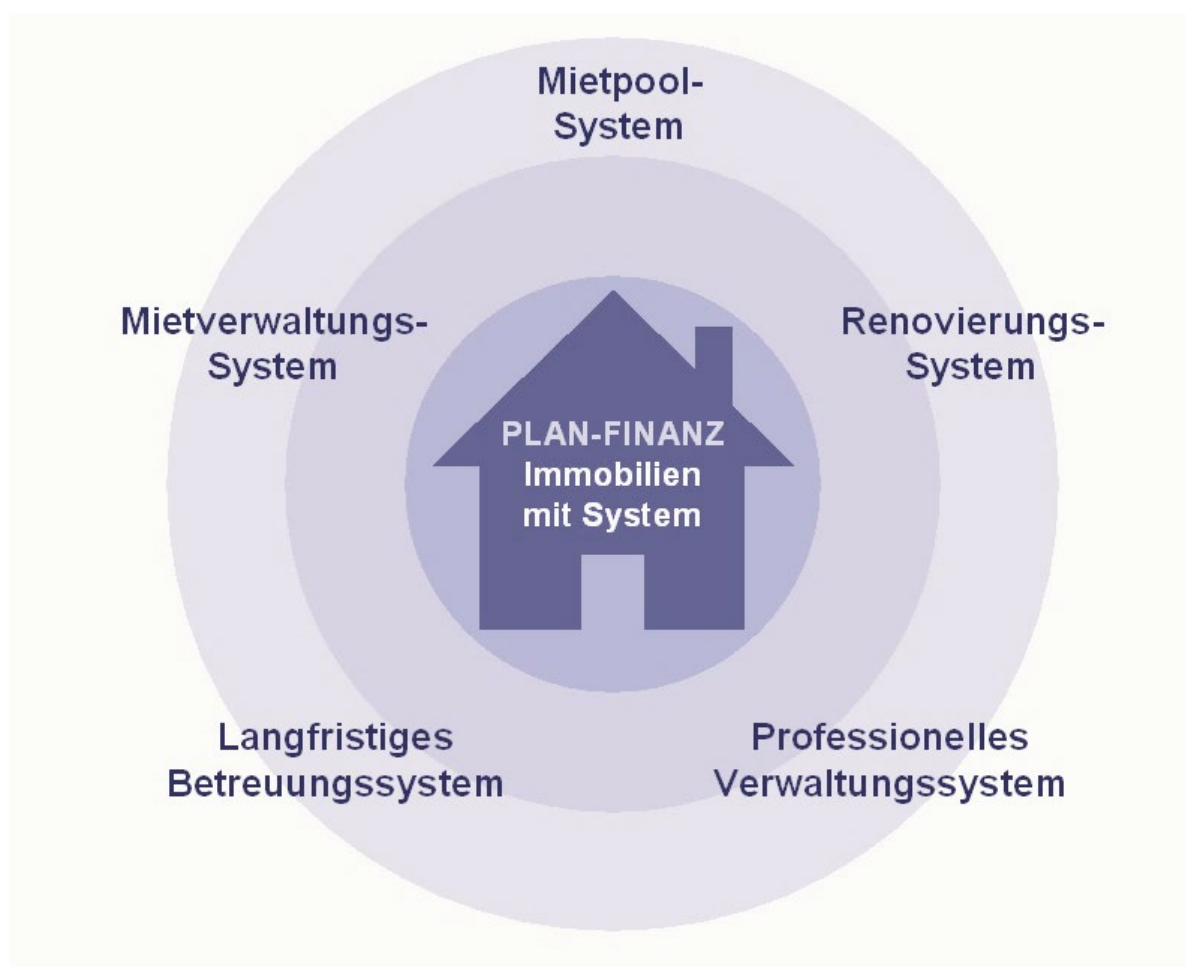 Mietpool-
System
Mietverwaltungs-
System
Renovierungs-
System
PLAN-FINANZ
Immobilien
mit System
Langfristiges
Betreuungssystem
Professionelles
Verwaltungssystem